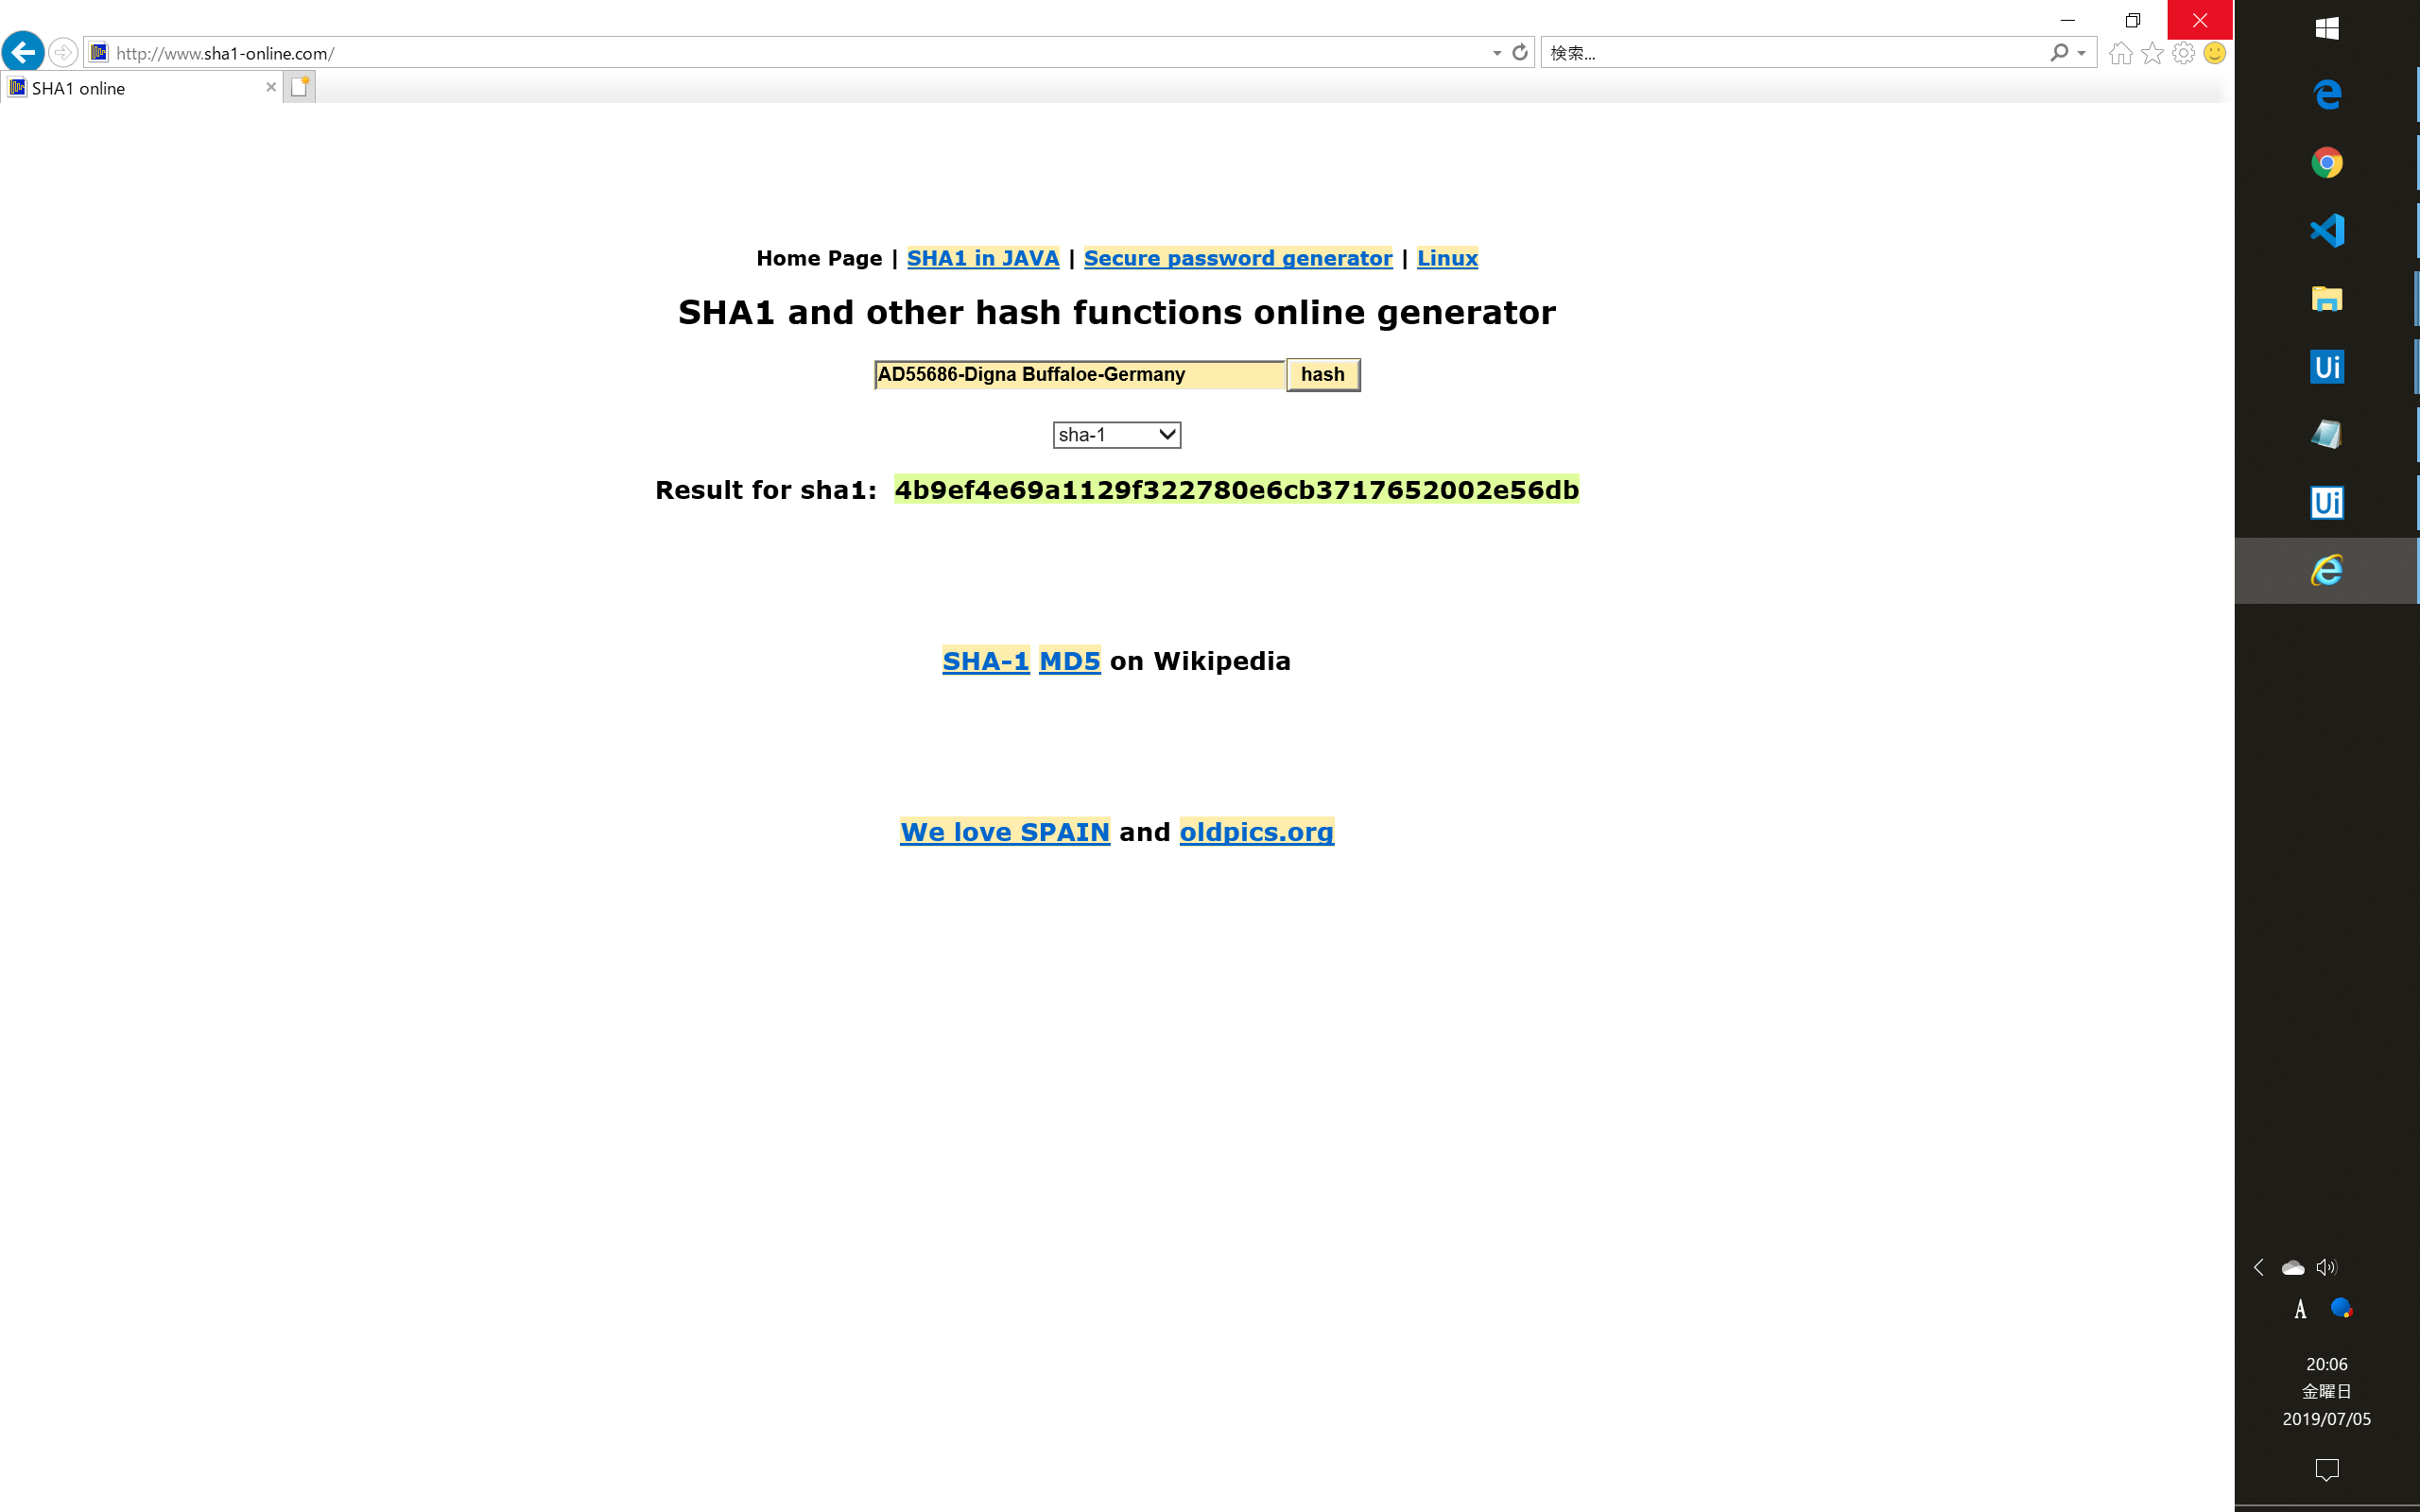 http://www.sha1-online.com/
検索...
SHA1 online
Home Page | SHA1 in JAVA | Secure password generator | Linux
SHA1 and other hash functions online generator
AD55686-Digna Buffaloe-Germany hash
sha-1
Result for sha1: 4b9ef4e69a1129f322780e6cb3717652002e56db
SHA-1 MD5 on Wikipedia
We love SPAIN and oldpics.org
Ui
Ui
A
20:06
金曜日
2019/07/05